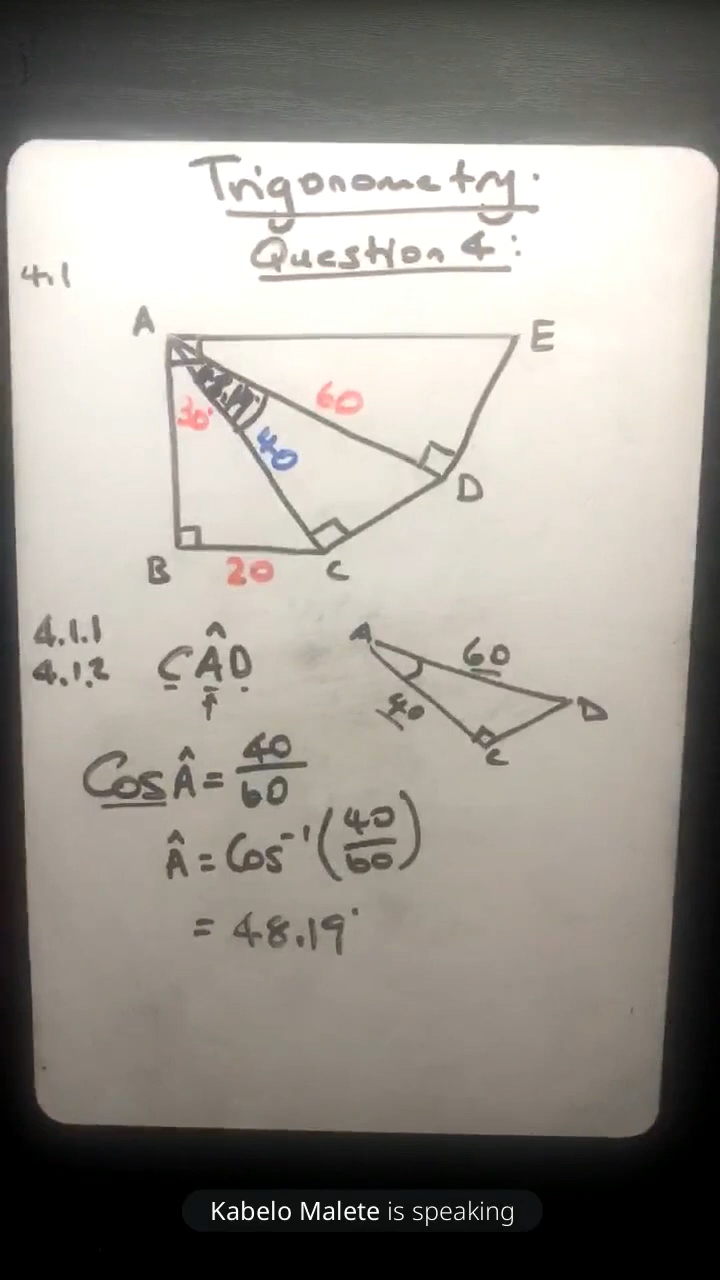 Trigonometry.
Question 4:
4.1
A
E
30°
60
40
D
B
20
C
4.1.1
4.1.2 CÂD
A
60
40
D
C
Cos Â = 40/60
Â = Cos⁻¹(40/60)
= 48.19°
Kabelo Malete is speaking